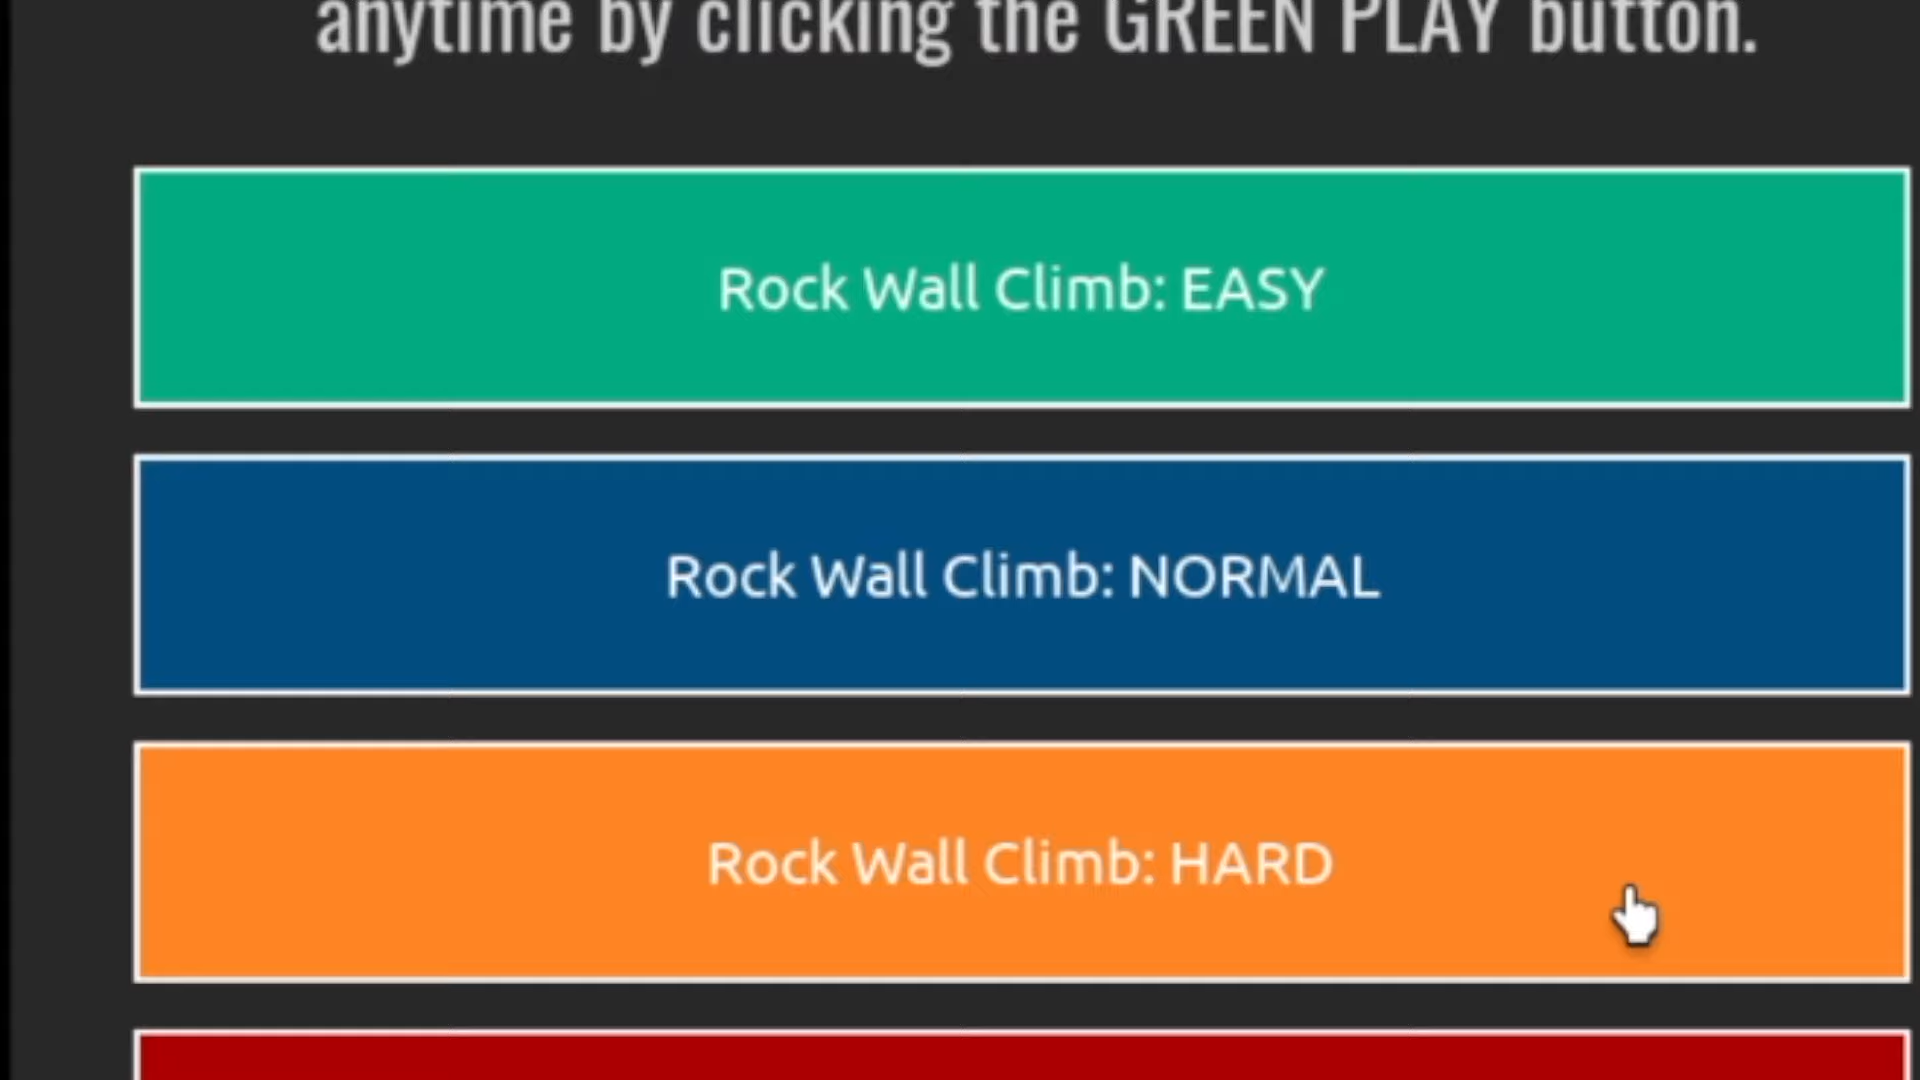 anytime by clicking the GREEN PLAY button.
Rock Wall Climb: EASY
Rock Wall Climb: NORMAL
Rock Wall Climb: HARD